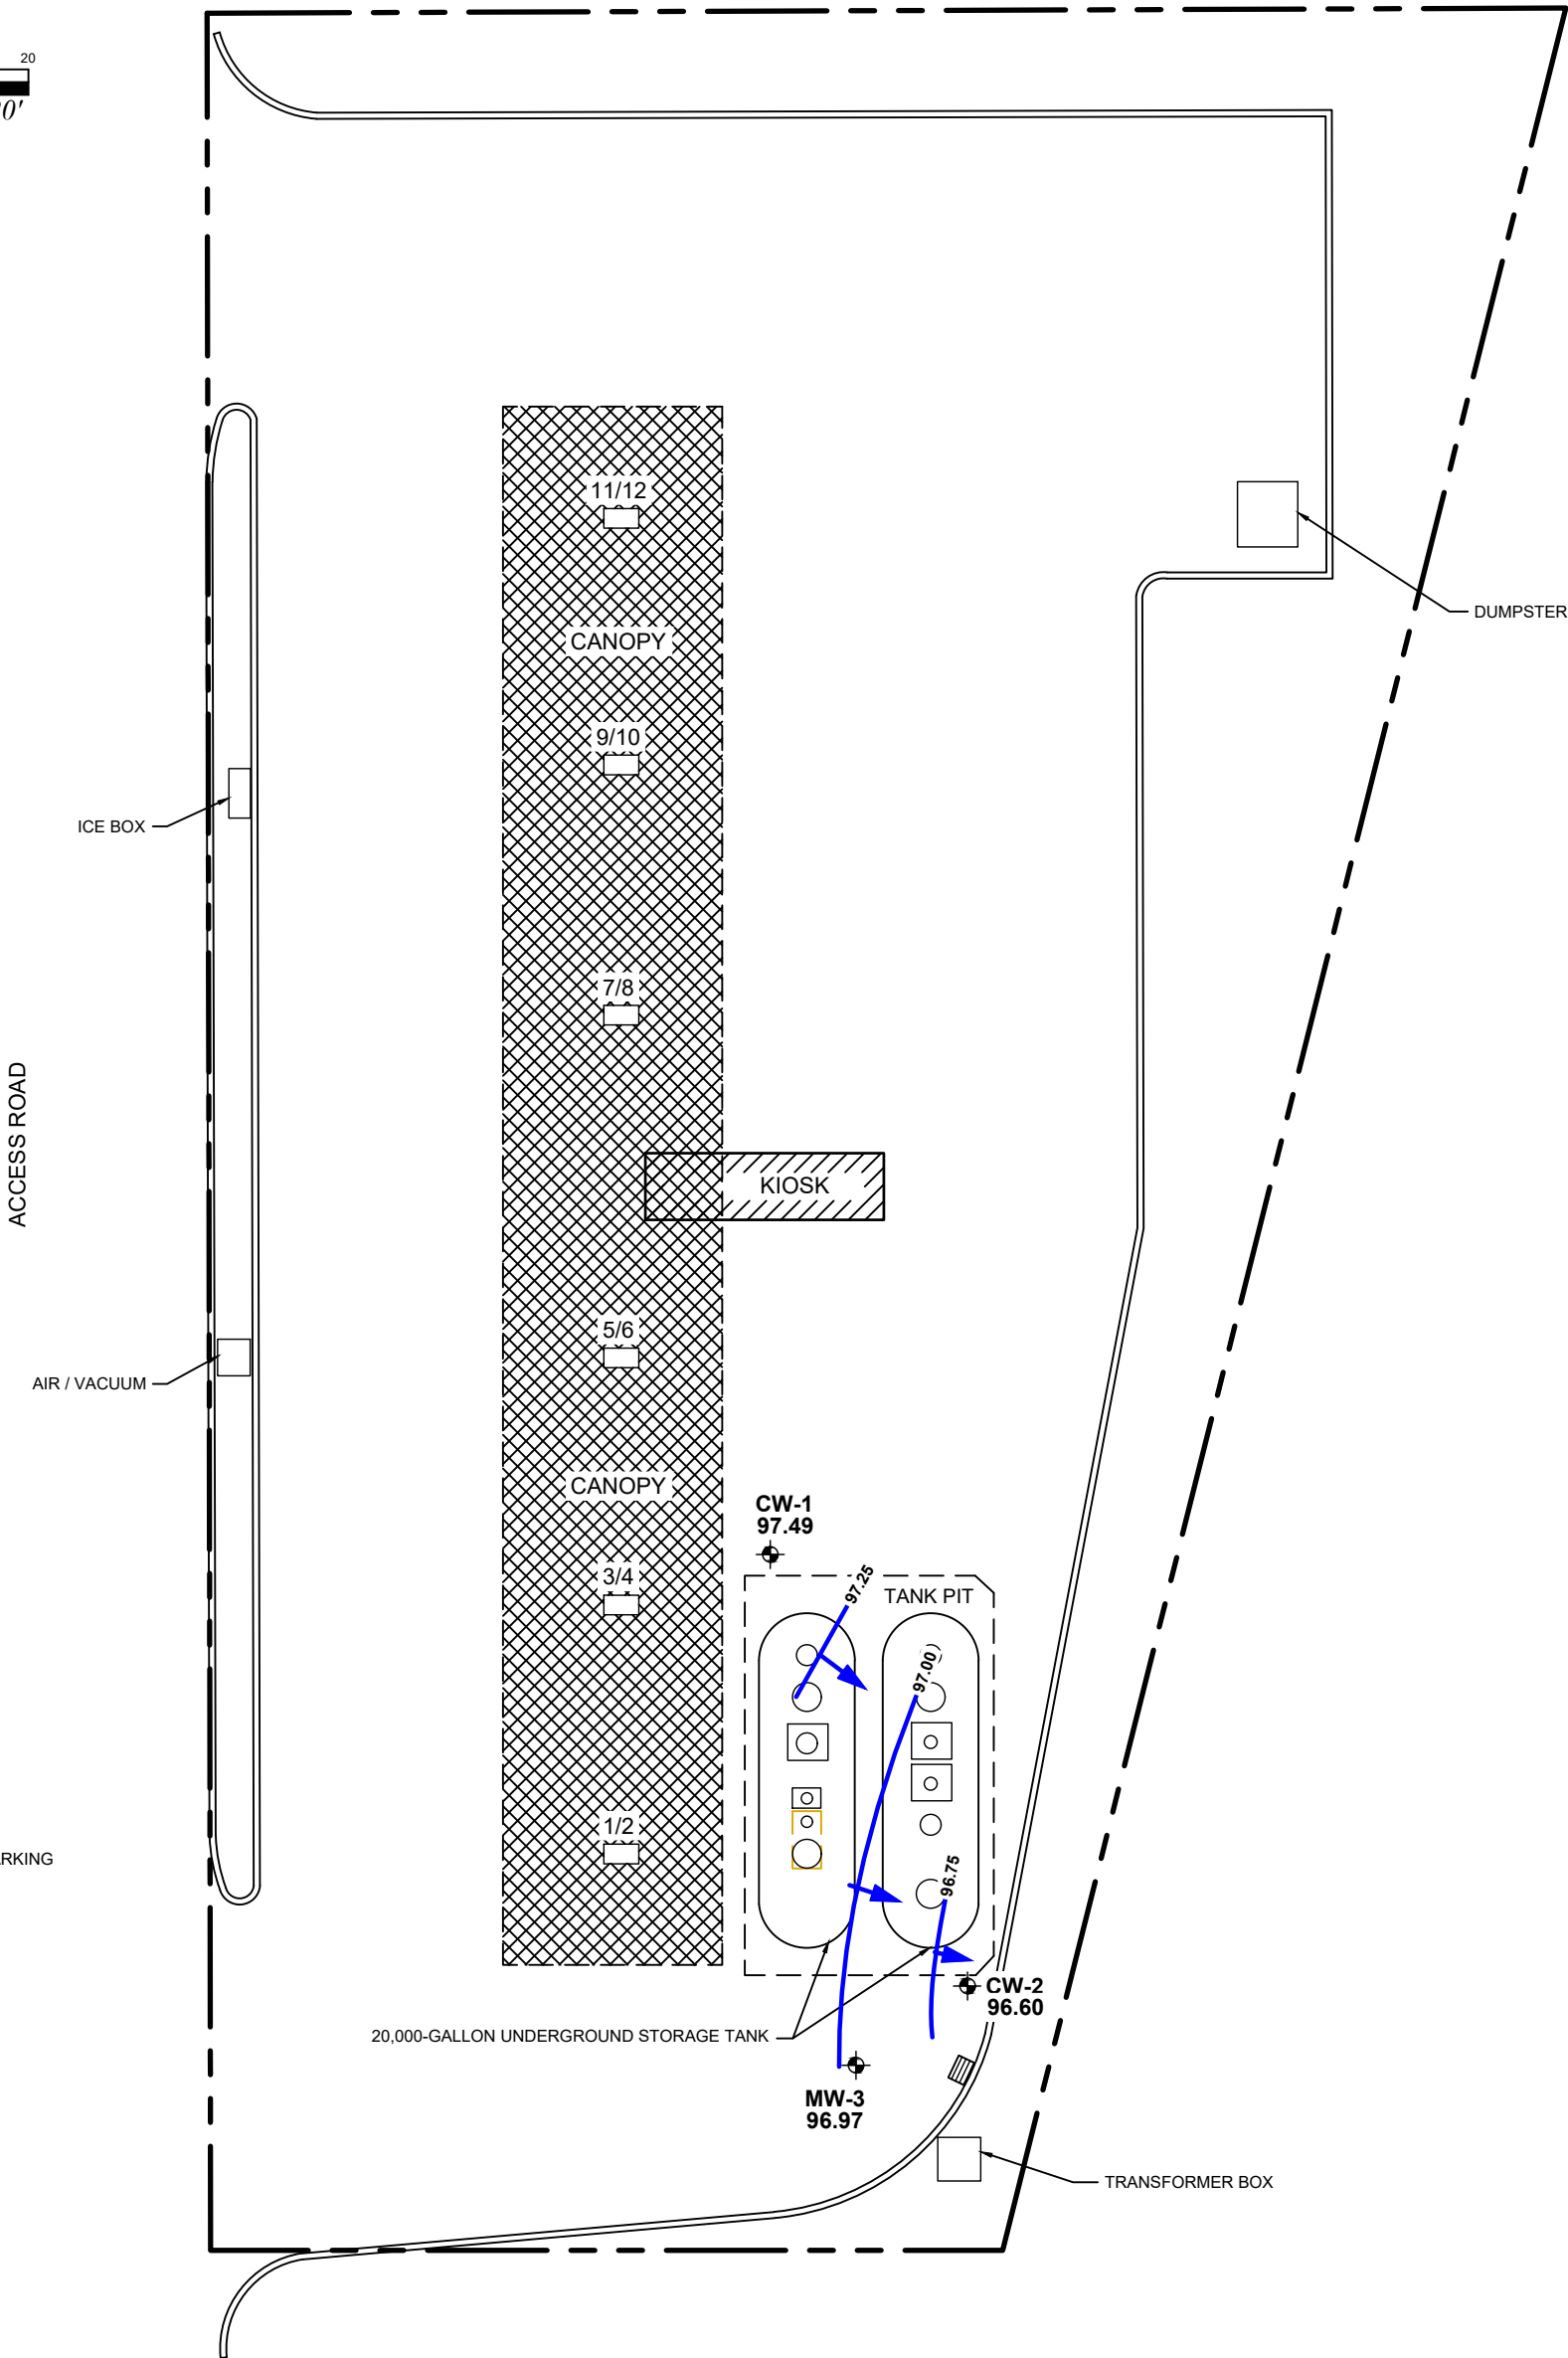 20
11/12
CANOPY
DUMPSTER
9/10
ICE BOX
7/8
ACCESS ROAD
KIOSK
5/6
AIR / VACUUM
CANOPY
CW-1
97.49
3/4
97.25
TANK PIT
97.00
1/2
96.75
CW-2
96.60
20,000-GALLON UNDERGROUND STORAGE TANK
MW-3
96.97
TRANSFORMER BOX